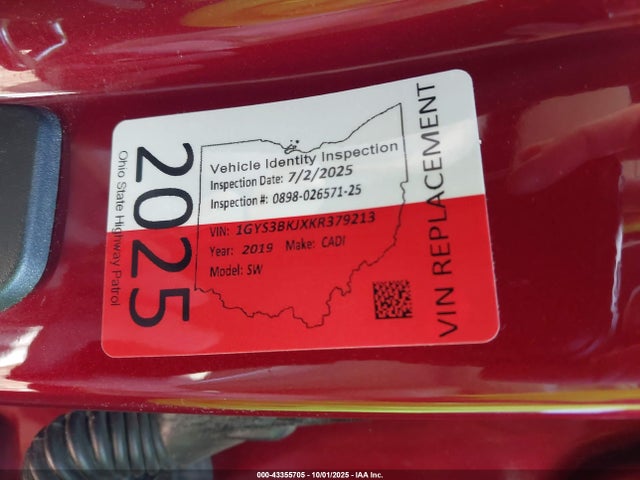 2025
Ohio State Highway Patrol
Vehicle Identity Inspection
Inspection Date: 7/2/2025
Inspection #: 0898-026571-25
VIN: 1GYS3BKJXKR379213
Year: 2019 Make: CADI
Model: SW
VIN REPLACEMENT
000-43355705 - 10/01/2025 - IAA Inc.